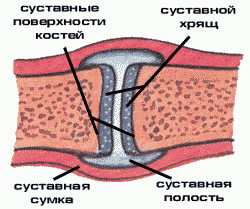 суставные
поверхности
костей
суставной
хрящ
суставная
сумка
суставная
полость